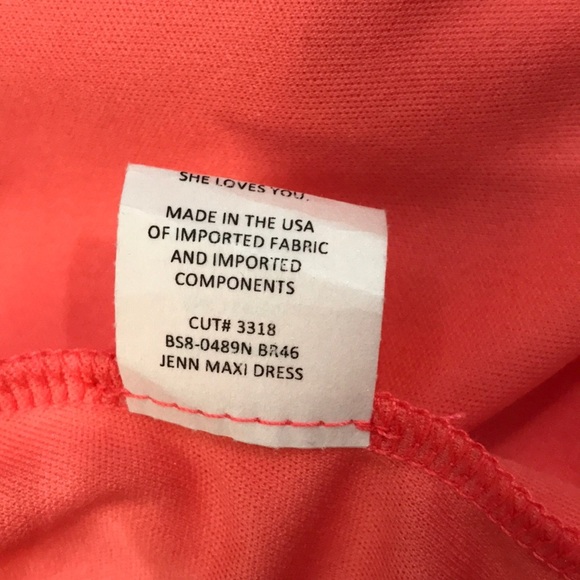 SHE LOVES YOU.
MADE IN THE USA
OF IMPORTED FABRIC
AND IMPORTED
COMPONENTS
CUT# 3318
BS8-0489N BR46
JENN MAXI DRESS